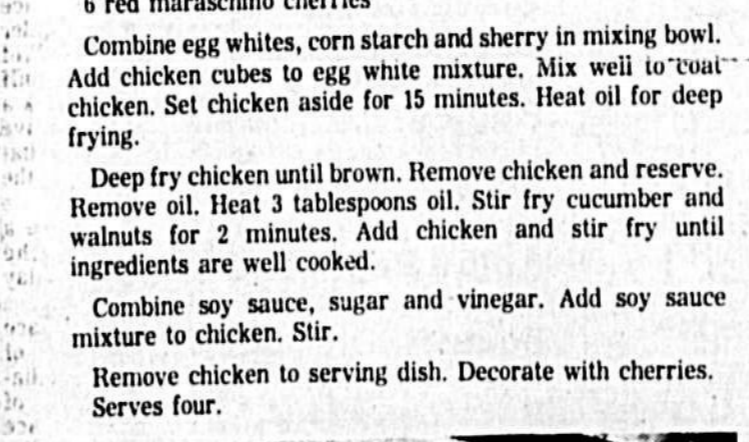 6 red maraschino cherries
Combine egg whites, corn starch and sherry in mixing bowl.
Add chicken cubes to egg white mixture. Mix well to coat
chicken. Set chicken aside for 15 minutes. Heat oil for deep
frying.
Deep fry chicken until brown. Remove chicken and reserve.
Remove oil. Heat 3 tablespoons oil. Stir fry cucumber and
walnuts for 2 minutes. Add chicken and stir fry until
ingredients are well cooked.
Combine soy sauce, sugar and vinegar. Add soy sauce
mixture to chicken. Stir.
Remove chicken to serving dish. Decorate with cherries.
Serves four.